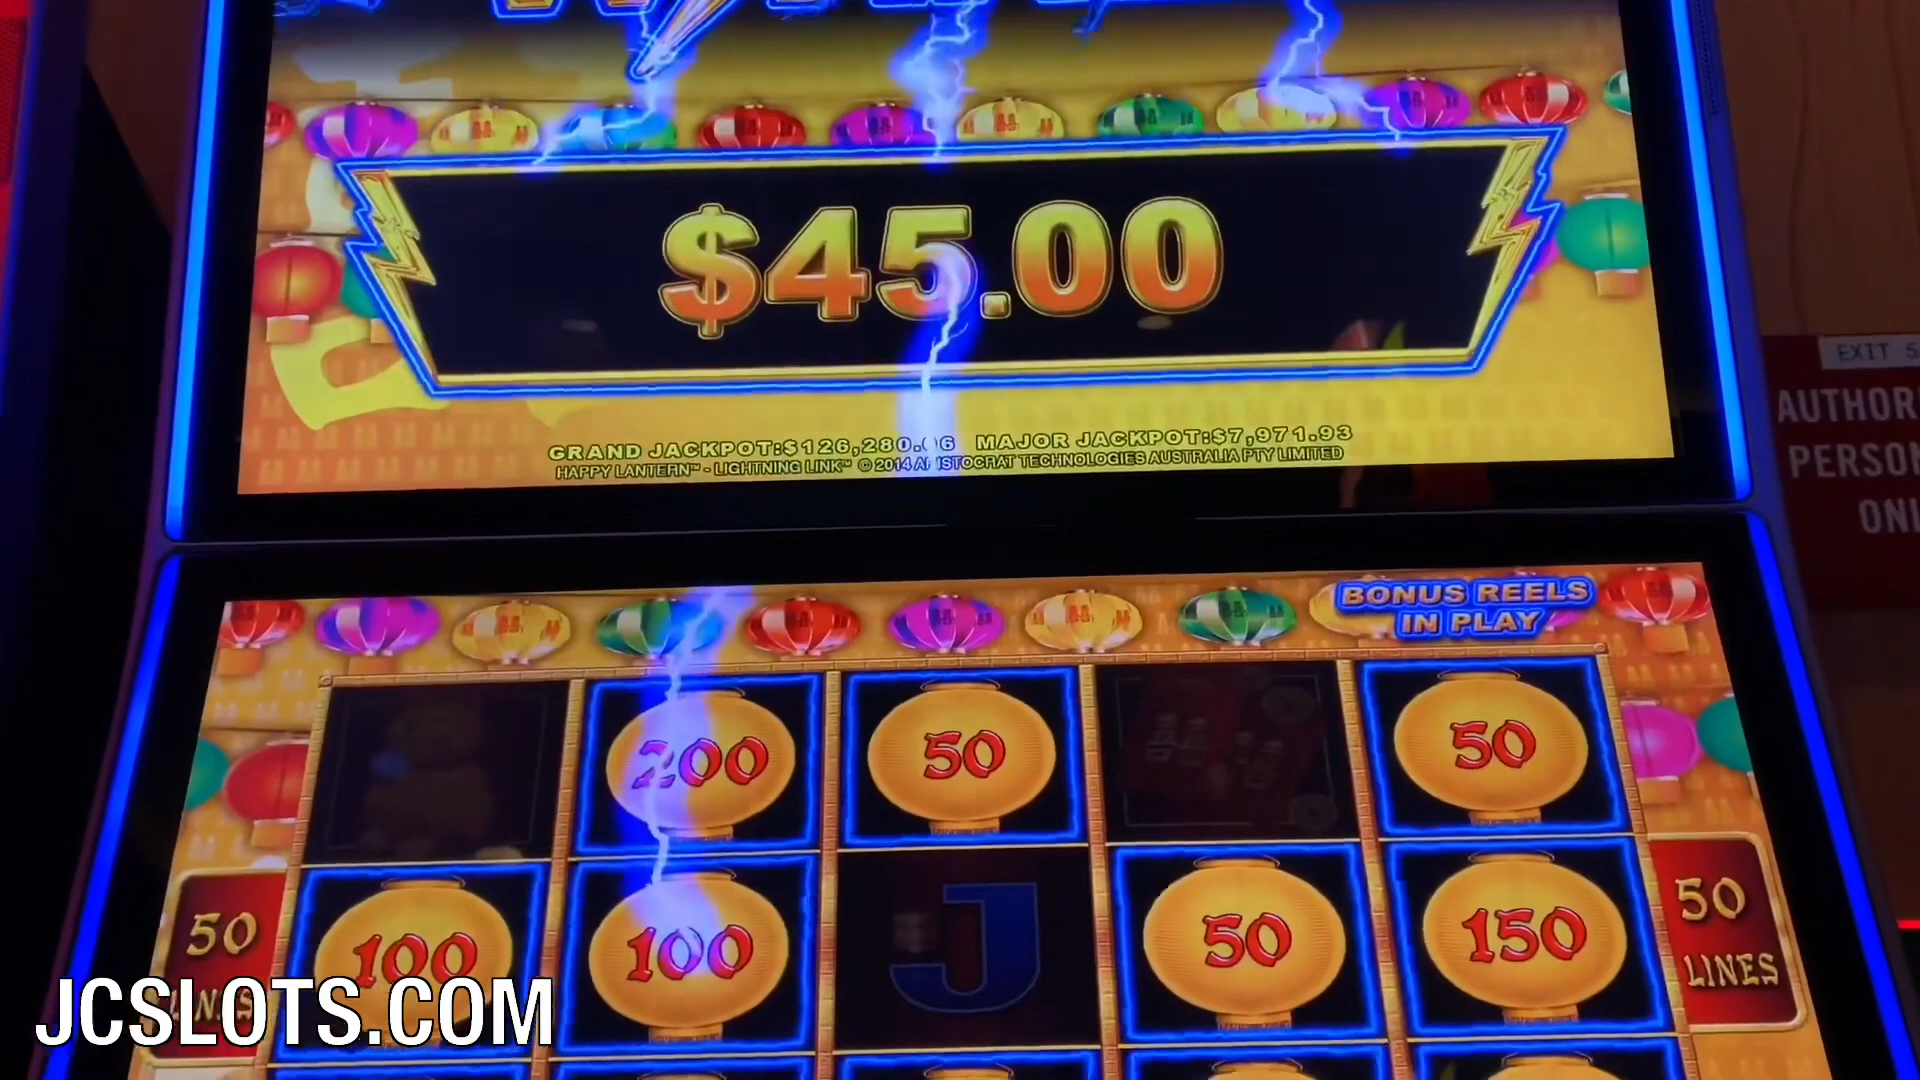 $45.00
GRAND JACKPOT:$126,280.06 MAJOR JACKPOT:$7,971.93
HAPPY LANTERN™ - LIGHTNING LINK™ © 2014 ARISTOCRAT TECHNOLOGIES AUSTRALIA PTY LIMITED
EXIT 5
AUTHOR
PERSON
ONL
BONUS REELS
IN PLAY
200
50
50
50
LINES
100
100
J
50
150
50
LINES
JCSLOTS.COM